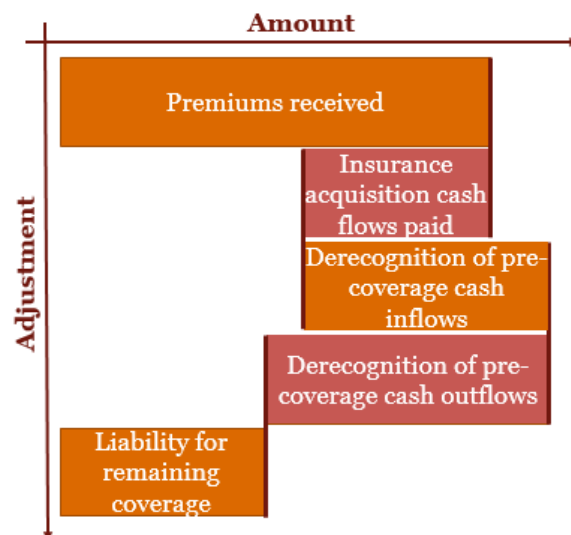 Amount
Adjustment
Premiums received
Insurance
acquisition cash
flows paid
Derecognition of pre-
coverage cash
inflows
Derecognition of pre-
coverage cash outflows
Liability for
remaining
coverage